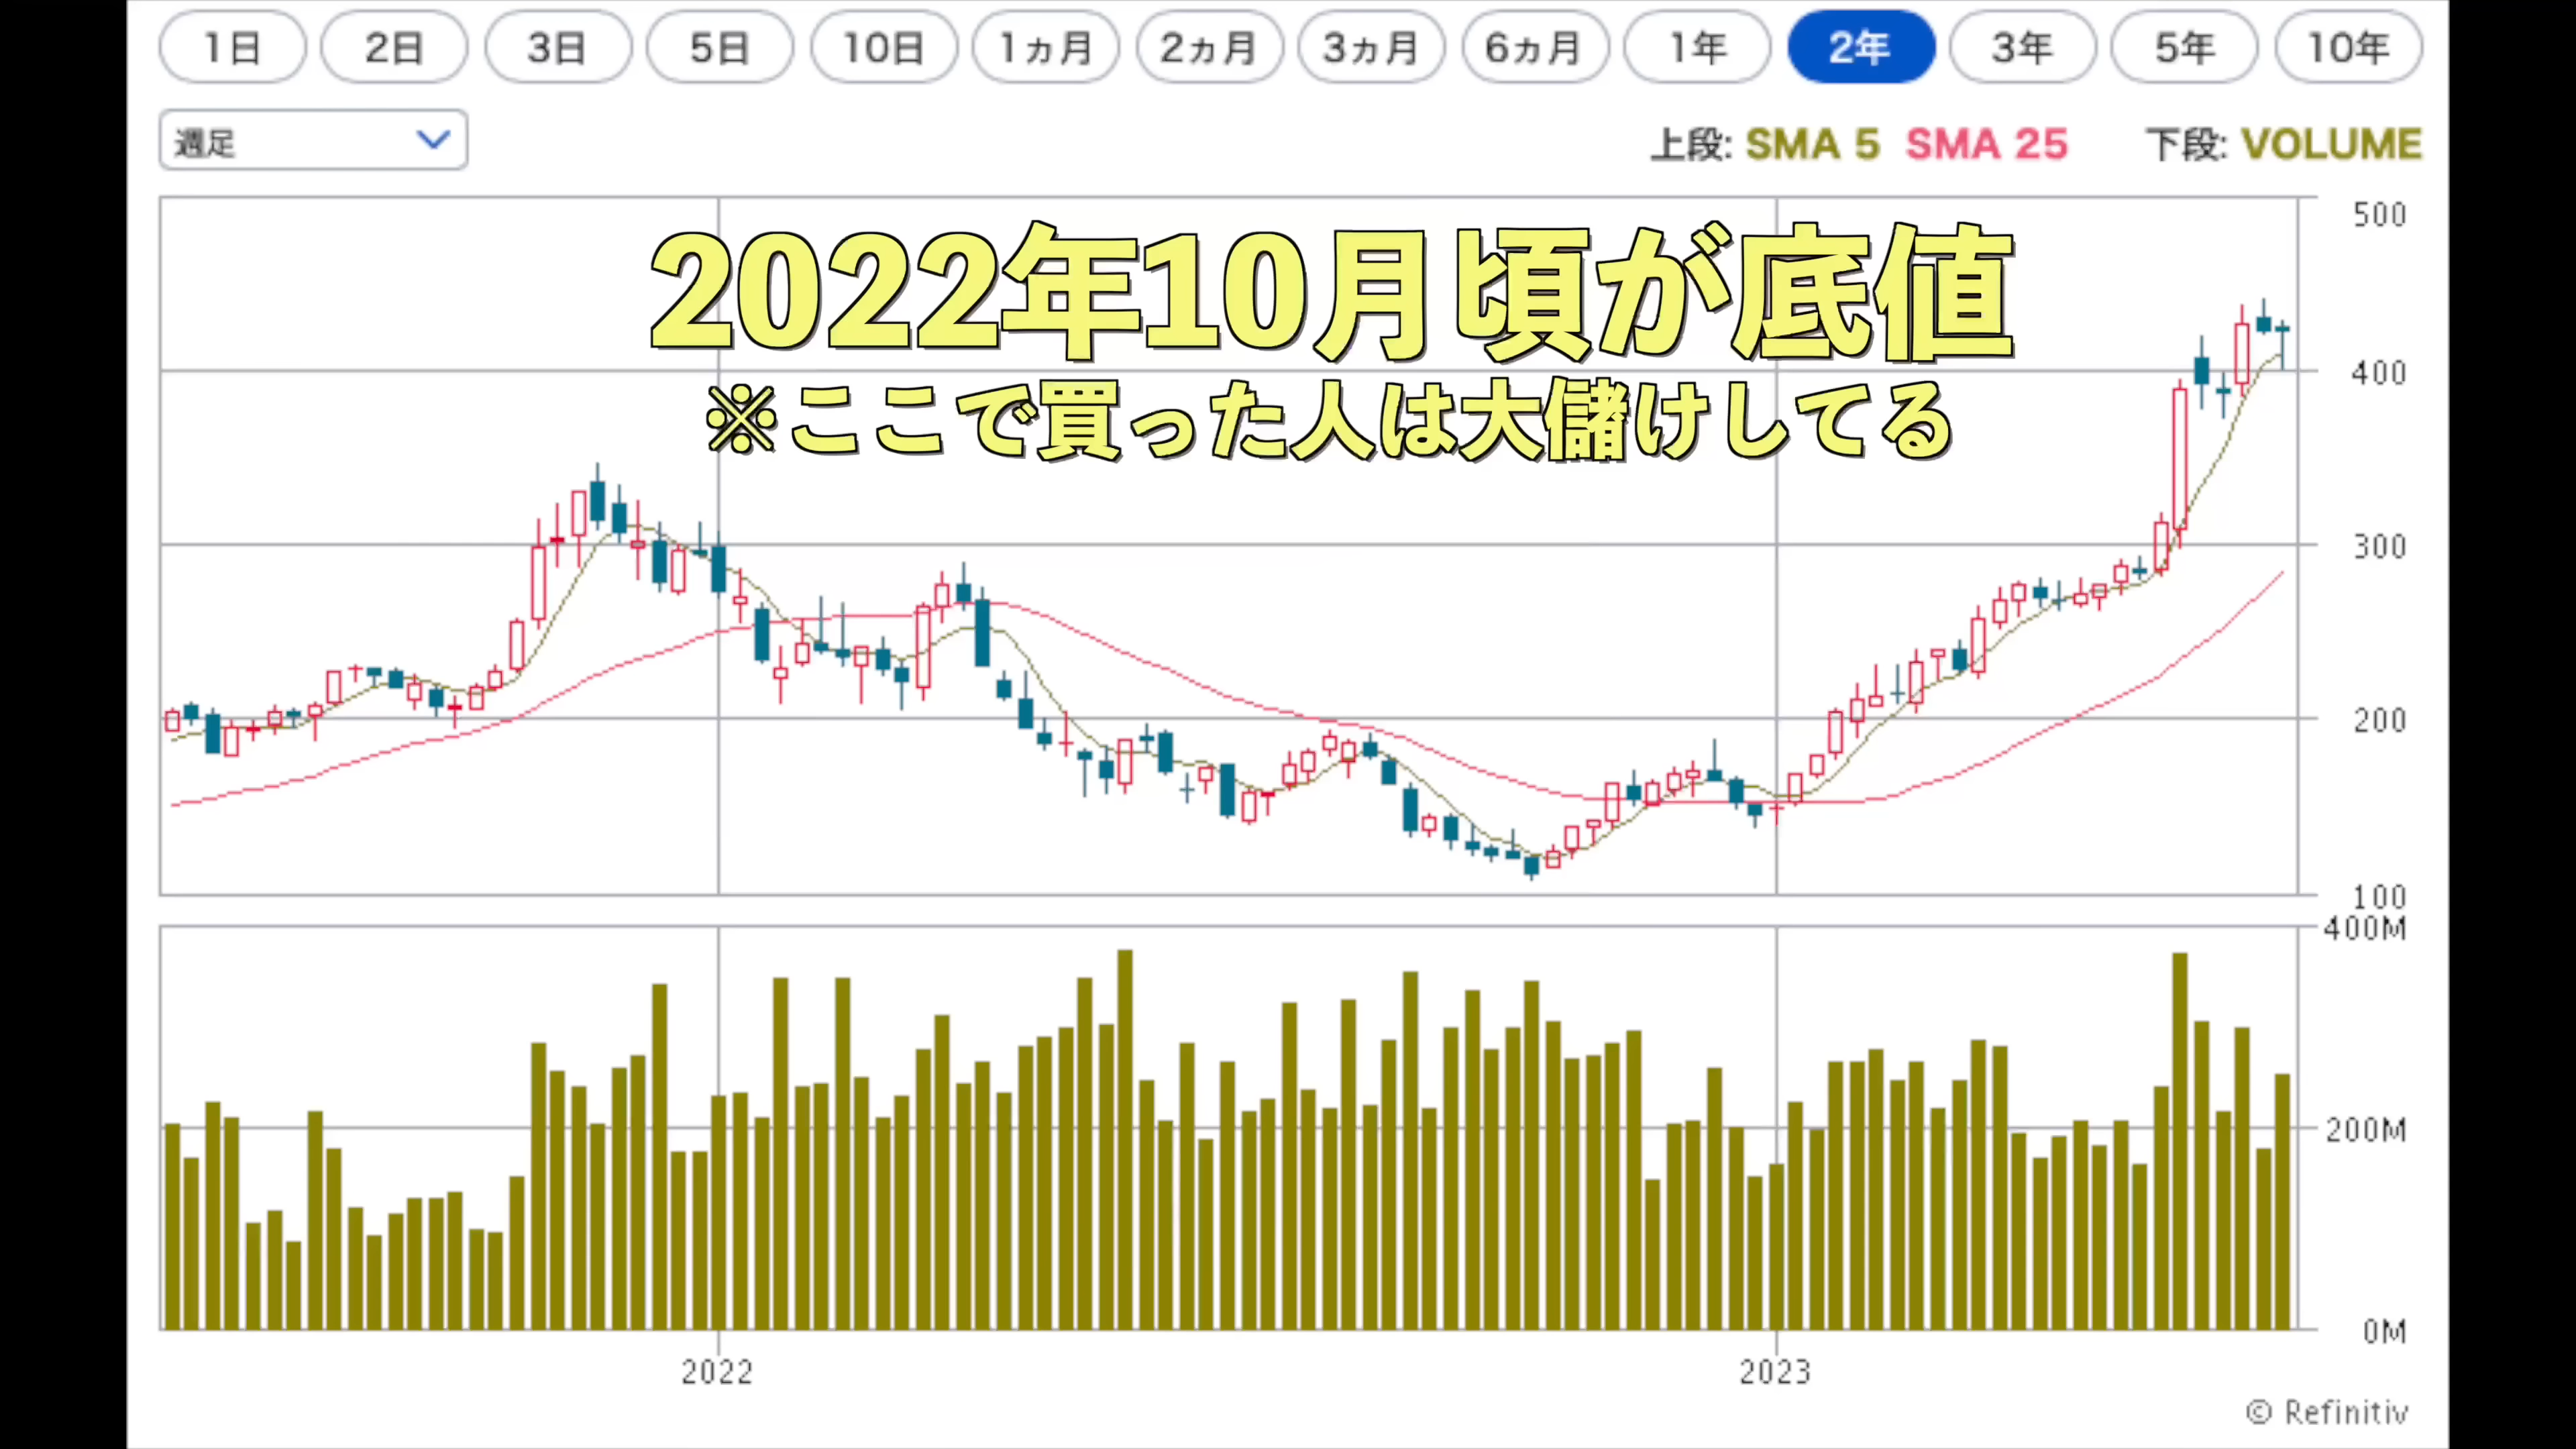 1日 2日 3日 5日 10日 1ヵ月 2ヵ月 3ヵ月 6ヵ月 1年 2年 3年 5年 10年
週足
上段: SMA 5 SMA 25 下段: VOLUME
2022年10月頃が底値
※ここで買った人は大儲けしてる
500
400
300
200
100
400M
200M
0M
2022 2023
© Refinitiv